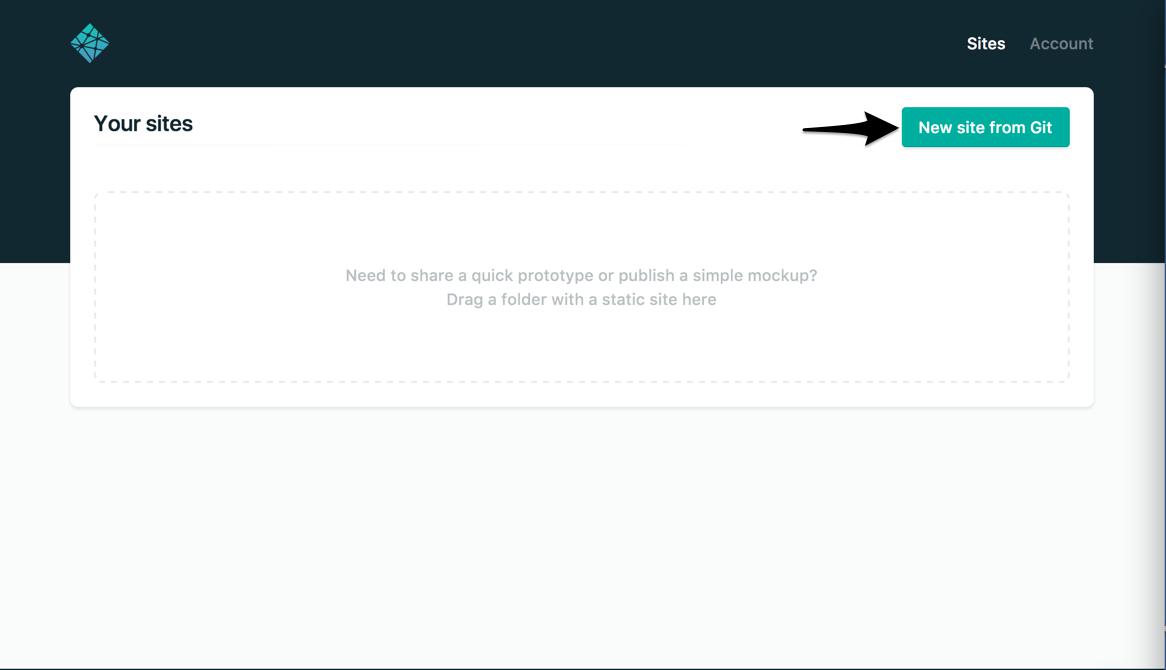 Sites
Account
Your sites
New site from Git
Need to share a quick prototype or publish a simple mockup?
Drag a folder with a static site here